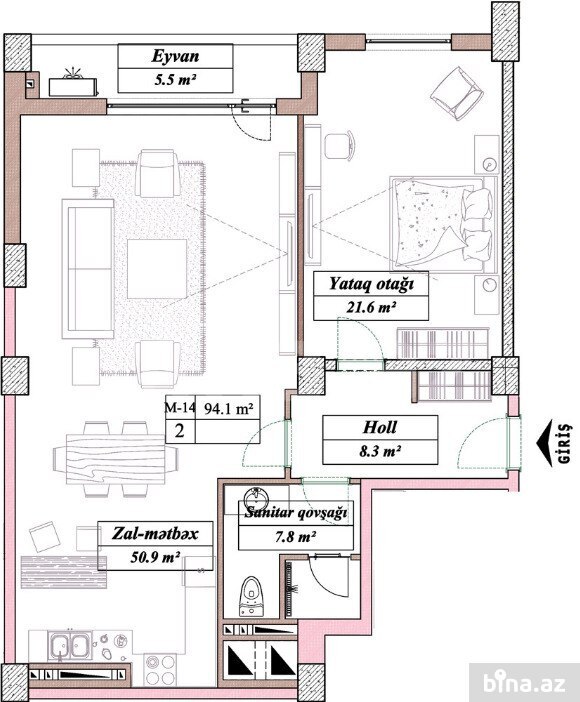 Eyvan
5.5 m²
Yataq otağı
21.6 m²
M-14
94.1 m²
2
Holl
8.3 m²
GİRİŞ
Sanitar qovşağı
7.8 m²
Zal-mətbəx
50.9 m²
bina.az